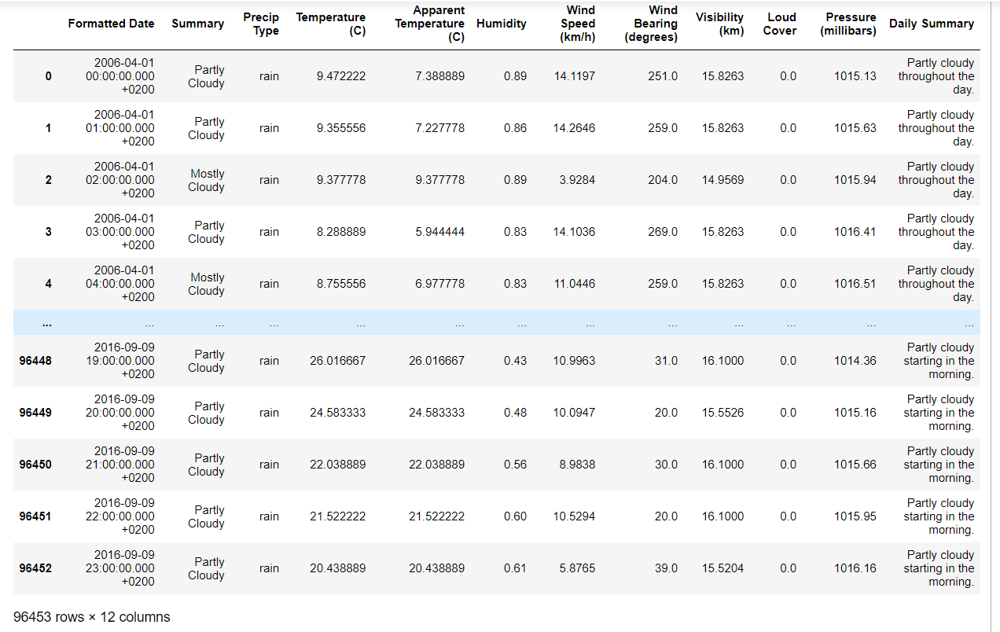 Formatted Date Summary Precip Type Temperature (C) Apparent Temperature (C) Humidity Wind Speed (km/h) Wind Bearing (degrees) Visibility (km) Loud Cover Pressure (millibars) Daily Summary
0 2006-04-01 00:00:00.000 +0200 Partly Cloudy rain 9.472222 7.388889 0.89 14.1197 251.0 15.8263 0.0 1015.13 Partly cloudy throughout the day.
1 2006-04-01 01:00:00.000 +0200 Partly Cloudy rain 9.355556 7.227778 0.86 14.2646 259.0 15.8263 0.0 1015.63 Partly cloudy throughout the day.
2 2006-04-01 02:00:00.000 +0200 Mostly Cloudy rain 9.377778 9.377778 0.89 3.9284 204.0 14.9569 0.0 1015.94 Partly cloudy throughout the day.
3 2006-04-01 03:00:00.000 +0200 Partly Cloudy rain 8.288889 5.944444 0.83 14.1036 269.0 15.8263 0.0 1016.41 Partly cloudy throughout the day.
4 2006-04-01 04:00:00.000 +0200 Mostly Cloudy rain 8.755556 6.977778 0.83 11.0446 259.0 15.8263 0.0 1016.51 Partly cloudy throughout the day.
... ... ... ... ... ... ... ... ... ... ... ... ...
96448 2016-09-09 19:00:00.000 +0200 Partly Cloudy rain 26.016667 26.016667 0.43 10.9963 31.0 16.1000 0.0 1014.36 Partly cloudy starting in the morning.
96449 2016-09-09 20:00:00.000 +0200 Partly Cloudy rain 24.583333 24.583333 0.48 10.0947 20.0 15.5526 0.0 1015.16 Partly cloudy starting in the morning.
96450 2016-09-09 21:00:00.000 +0200 Partly Cloudy rain 22.038889 22.038889 0.56 8.9838 30.0 16.1000 0.0 1015.66 Partly cloudy starting in the morning.
96451 2016-09-09 22:00:00.000 +0200 Partly Cloudy rain 21.522222 21.522222 0.60 10.5294 20.0 16.1000 0.0 1015.95 Partly cloudy starting in the morning.
96452 2016-09-09 23:00:00.000 +0200 Partly Cloudy rain 20.438889 20.438889 0.61 5.8765 39.0 15.5204 0.0 1016.16 Partly cloudy starting in the morning.
96453 rows × 12 columns